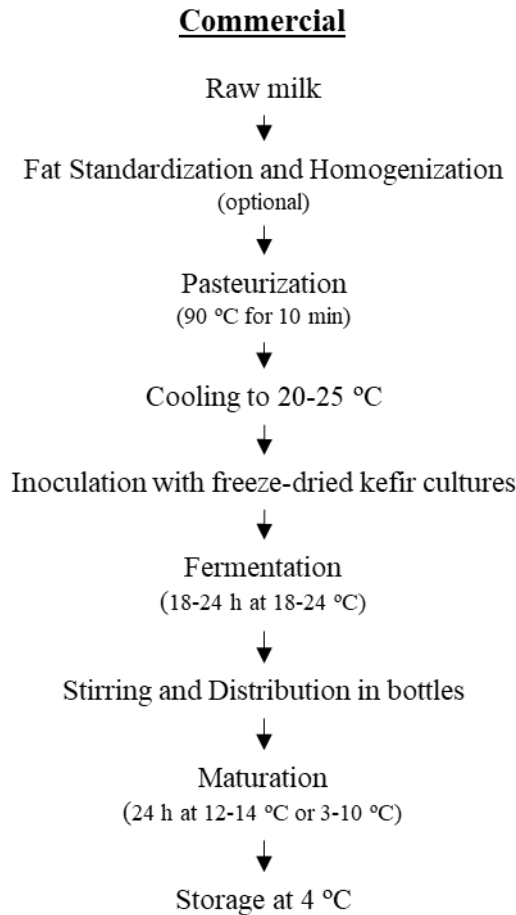 Commercial
Raw milk
Fat Standardization and Homogenization
(optional)
Pasteurization
(90 ºC for 10 min)
Cooling to 20-25 ºC
Inoculation with freeze-dried kefir cultures
Fermentation
(18-24 h at 18-24 ºC)
Stirring and Distribution in bottles
Maturation
(24 h at 12-14 ºC or 3-10 ºC)
Storage at 4 ºC